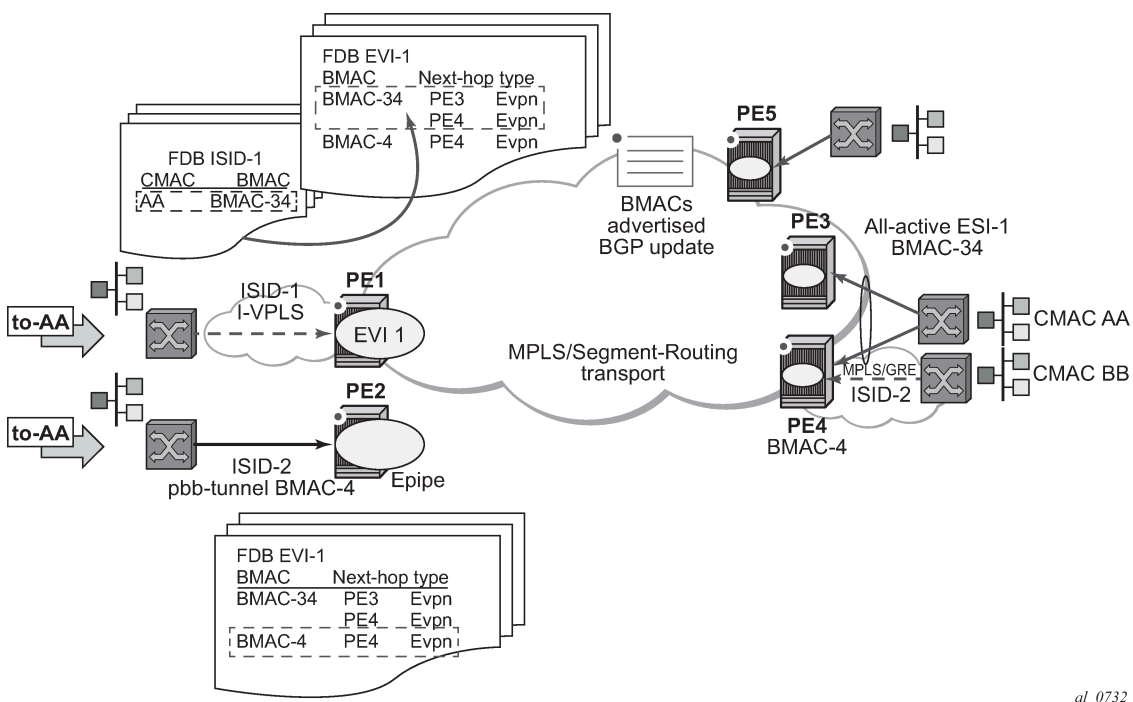 FDB EVI-1
BMAC Next-hop type
BMAC-34 PE3 Evpn
PE4 Evpn
BMAC-4 PE4 Evpn
FDB ISID-1
CMAC BMAC
AA BMAC-34
PE5
BMACs
advertised
BGP update
PE3
All-active ESI-1
BMAC-34
to-AA
ISID-1
I-VPLS
PE1
EVI 1
MPLS/Segment-Routing
transport
CMAC AA
MPLS/GRE
ISID-2
CMAC BB
PE4
BMAC-4
to-AA
PE2
ISID-2
pbb-tunnel BMAC-4
Epipe
FDB EVI-1
BMAC Next-hop type
BMAC-34 PE3 Evpn
PE4 Evpn
BMAC-4 PE4 Evpn
al_0732